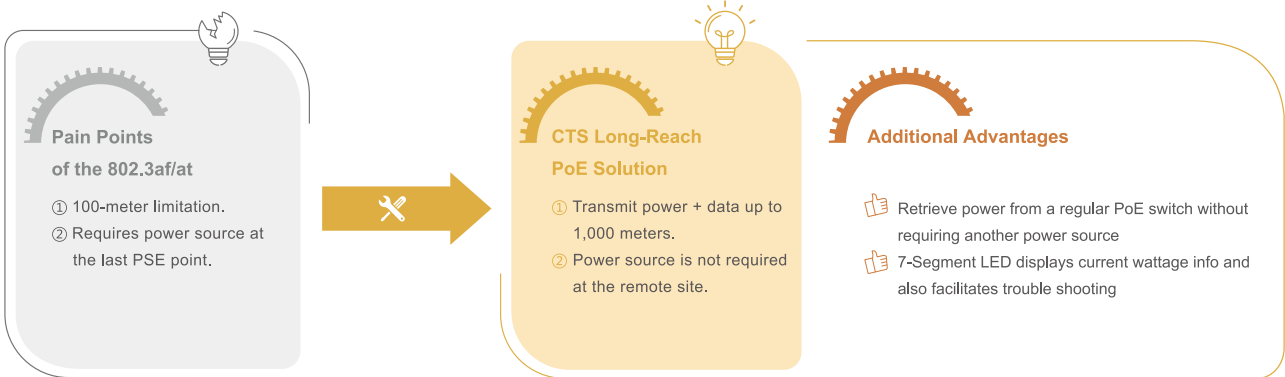 Pain Points
of the 802.3af/at
① 100-meter limitation.
② Requires power source at
the last PSE point.
CTS Long-Reach
PoE Solution
① Transmit power + data up to
1,000 meters.
② Power source is not required
at the remote site.
Additional Advantages
Retrieve power from a regular PoE switch without
requiring another power source
7-Segment LED displays current wattage info and
also facilitates trouble shooting